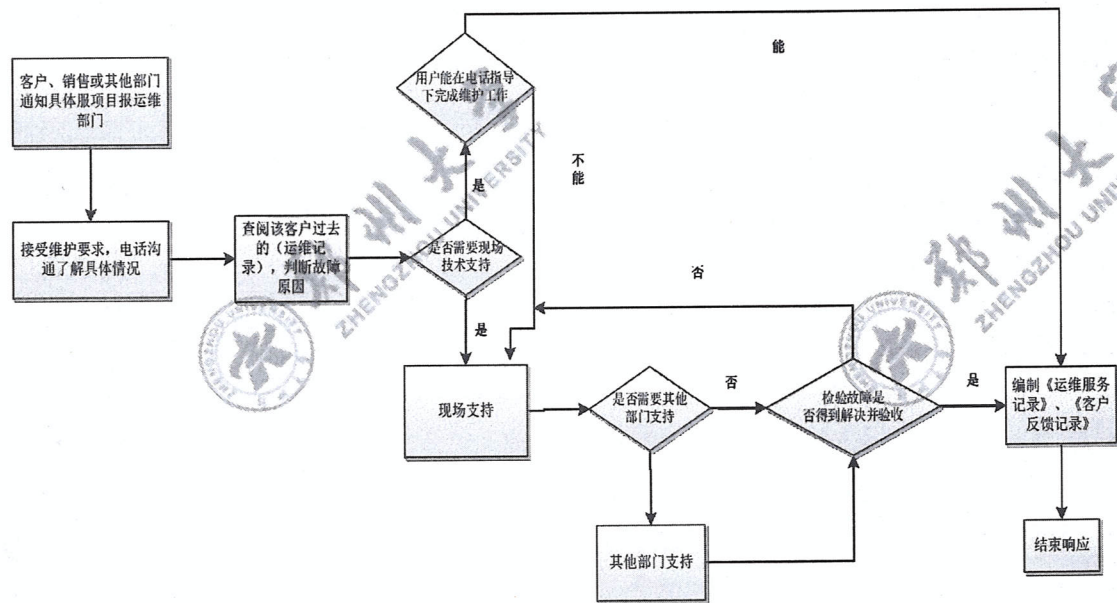 能
客户、销售或其他部门
通知具体服项目报运维
部门
用户能在电话指导
下完成维护工作
不
能
是
接受维护要求，电话沟
通了解具体情况
查阅该客户过去
的（运维记
录），判断故障
原因
是否需要现场
技术支持
否
是
现场支持
是否需要其他
部门支持
否
检验故障是
否得到解决并验收
是
编制《运维服务
记录》、《客户
反馈记录》
其他部门支持
结束响应
郑州大学
ZHENGZHOU UNIVERSITY
ZHENGZHOU UNIVERSITY